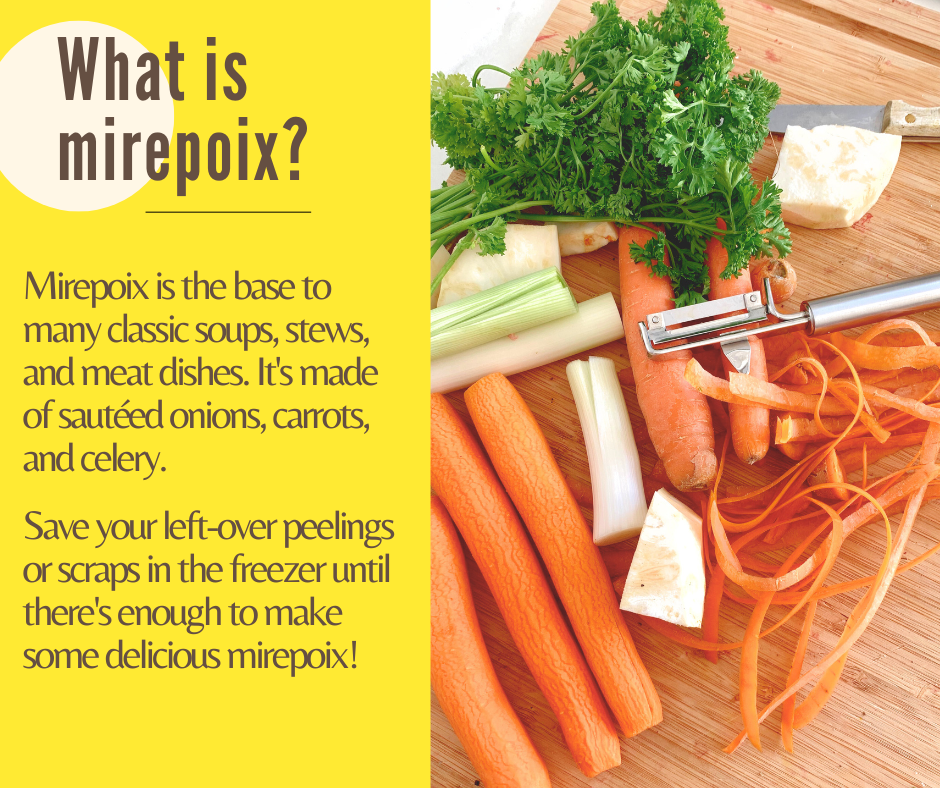 What is
mirepoix?
Mirepoix is the base to
many classic soups, stews,
and meat dishes. It's made
of sautéed onions, carrots,
and celery.
Save your left-over peelings
or scraps in the freezer until
there's enough to make
some delicious mirepoix!